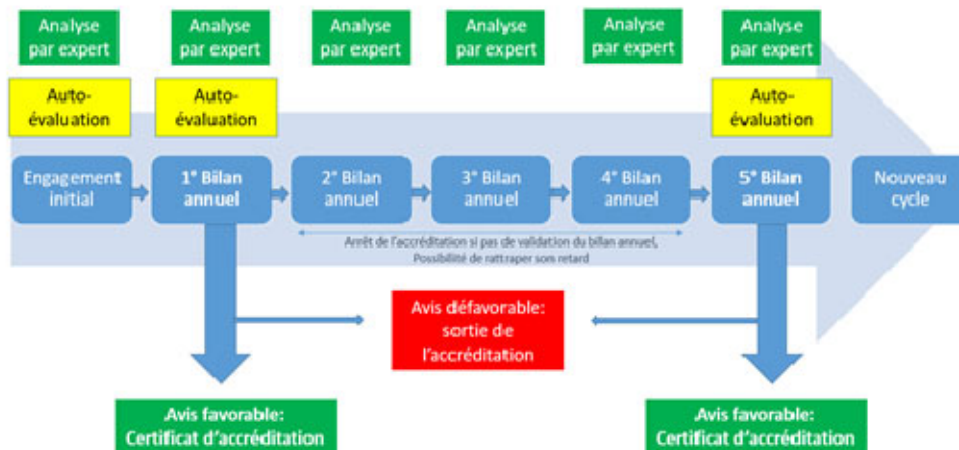 Analyse
par expert
Analyse
par expert
Analyse
par expert
Analyse
par expert
Analyse
par expert
Analyse
par expert
Auto-
évaluation
Auto-
évaluation
Auto-
évaluation
Engagement
initial
1° Bilan
annuel
2° Bilan
annuel
3° Bilan
annuel
4° Bilan
annuel
5° Bilan
annuel
Nouveau
cycle
Arrêt de l'accréditation si pas de validation du bilan annuel,
Possibilité de rattraper son retard
Avis défavorable:
sortie de
l'accréditation
Avis favorable:
Certificat d'accréditation
Avis favorable:
Certificat d'accréditation